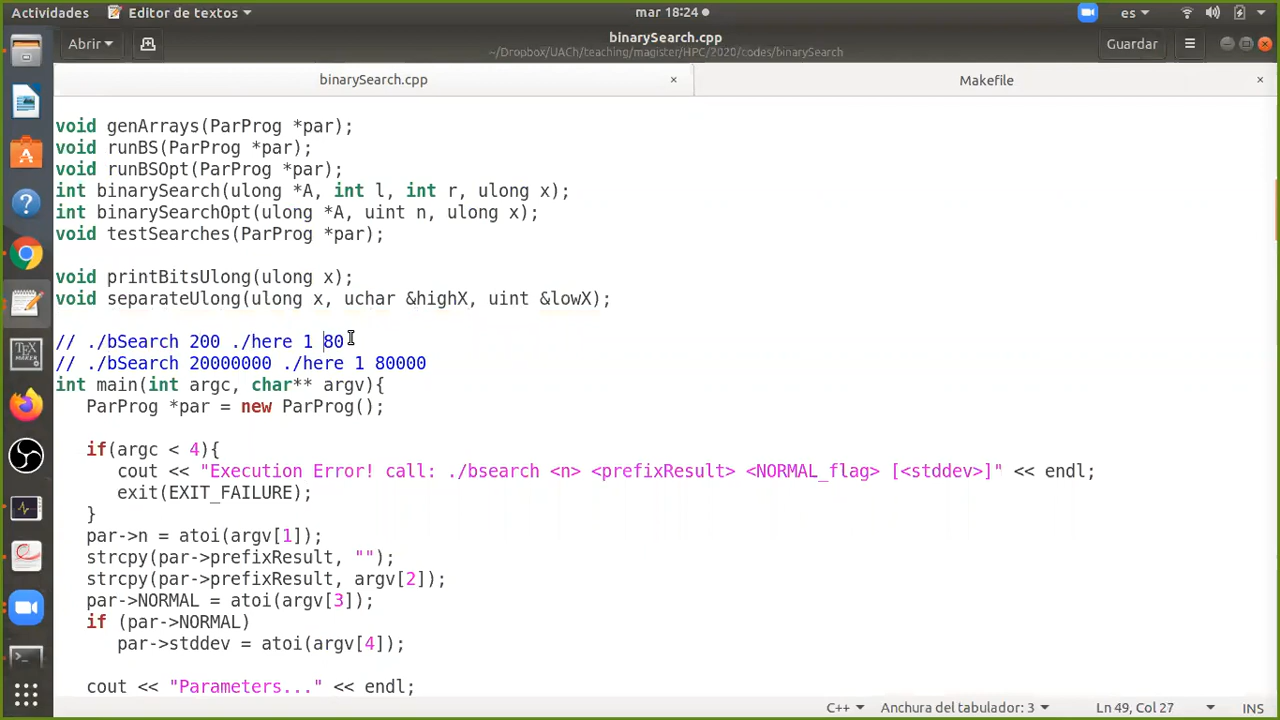 Actividades Editor de textos mar 18:24 es
Abrir binarySearch.cpp Guardar
~/Dropbox/UACh/teaching/magister/HPC/2020/codes/binarySearch
binarySearch.cpp × Makefile ×
void genArrays(ParProg *par);
void runBS(ParProg *par);
void runBSOpt(ParProg *par);
int binarySearch(ulong *A, int l, int r, ulong x);
int binarySearchOpt(ulong *A, uint n, ulong x);
void testSearches(ParProg *par);
void printBitsUlong(ulong x);
void separateUlong(ulong x, uchar &highX, uint &lowX);
// ./bSearch 200 ./here 1 80
// ./bSearch 20000000 ./here 1 80000
int main(int argc, char** argv){
ParProg *par = new ParProg();
if(argc < 4){
cout << "Execution Error! call: ./bsearch <n> <prefixResult> <NORMAL_flag> [<stddev>]" << endl;
exit(EXIT_FAILURE);
}
par->n = atoi(argv[1]);
strcpy(par->prefixResult, "");
strcpy(par->prefixResult, argv[2]);
par->NORMAL = atoi(argv[3]);
if (par->NORMAL)
par->stddev = atoi(argv[4]);
cout << "Parameters..." << endl;
C++ Anchura del tabulador: 3 Ln 49, Col 27 INS